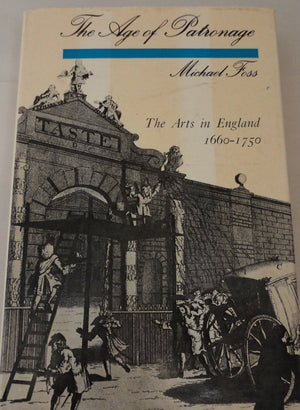 The Age of Patronage
Michael Foss
The Arts in England
1660-1750
TASTE